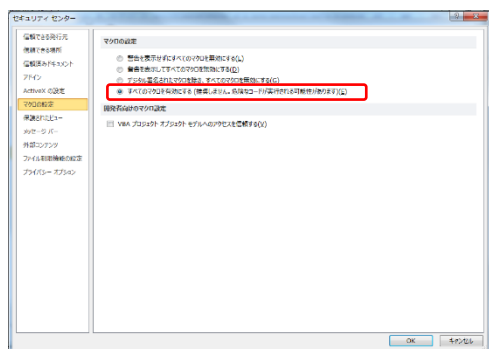 セキュリティ センター
信頼できる発行元
信頼できる場所
信頼済みドキュメント
アドイン
ActiveX の設定
マクロの設定
保護されたビュー
メッセージ バー
外部コンテンツ
ファイル制限機能の設定
プライバシー オプション
マクロの設定
警告を表示せずにすべてのマクロを無効にする(L)
警告を表示してすべてのマクロを無効にする(D)
デジタル署名されたマクロを除き、すべてのマクロを無効にする(G)
すべてのマクロを有効にする (推奨しません。危険なコードが実行される可能性があります)(E)
開発者向けのマクロ設定
VBA プロジェクト オブジェクト モデルへのアクセスを信頼する(V)
OK
キャンセル